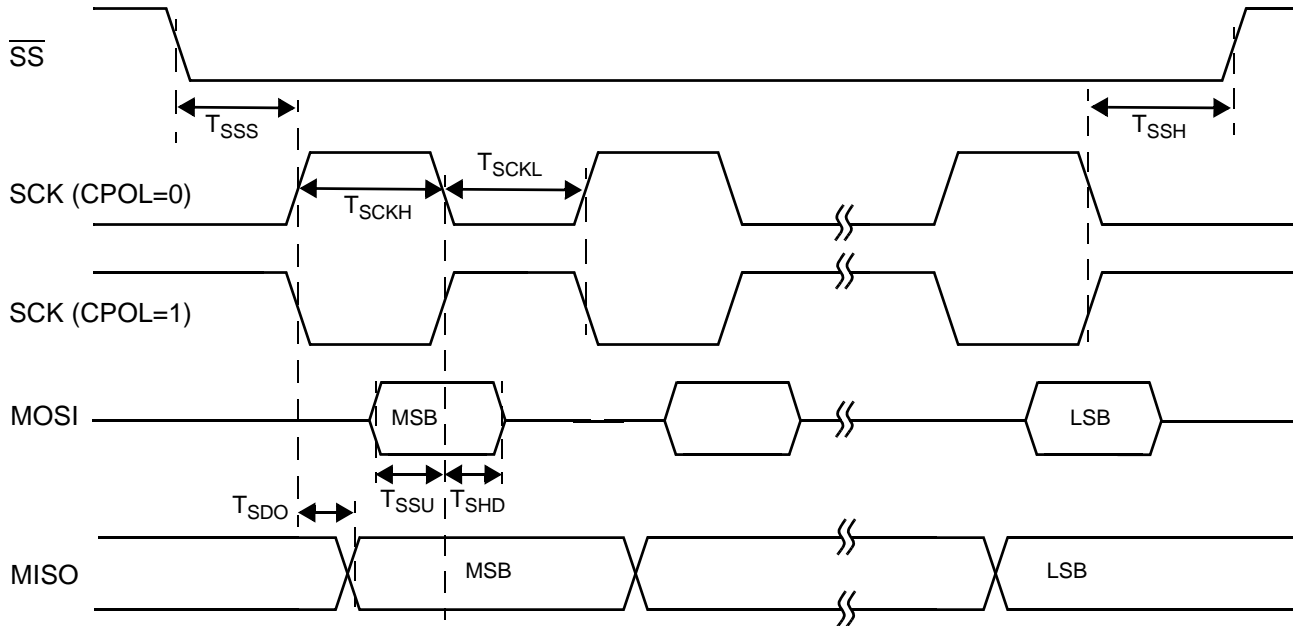 SS
TSSS
TSSH
SCK (CPOL=0)
TSCKH
TSCKL
SCK (CPOL=1)
MOSI
MSB
LSB
TSSU
TSHD
TSDO
MISO
MSB
LSB